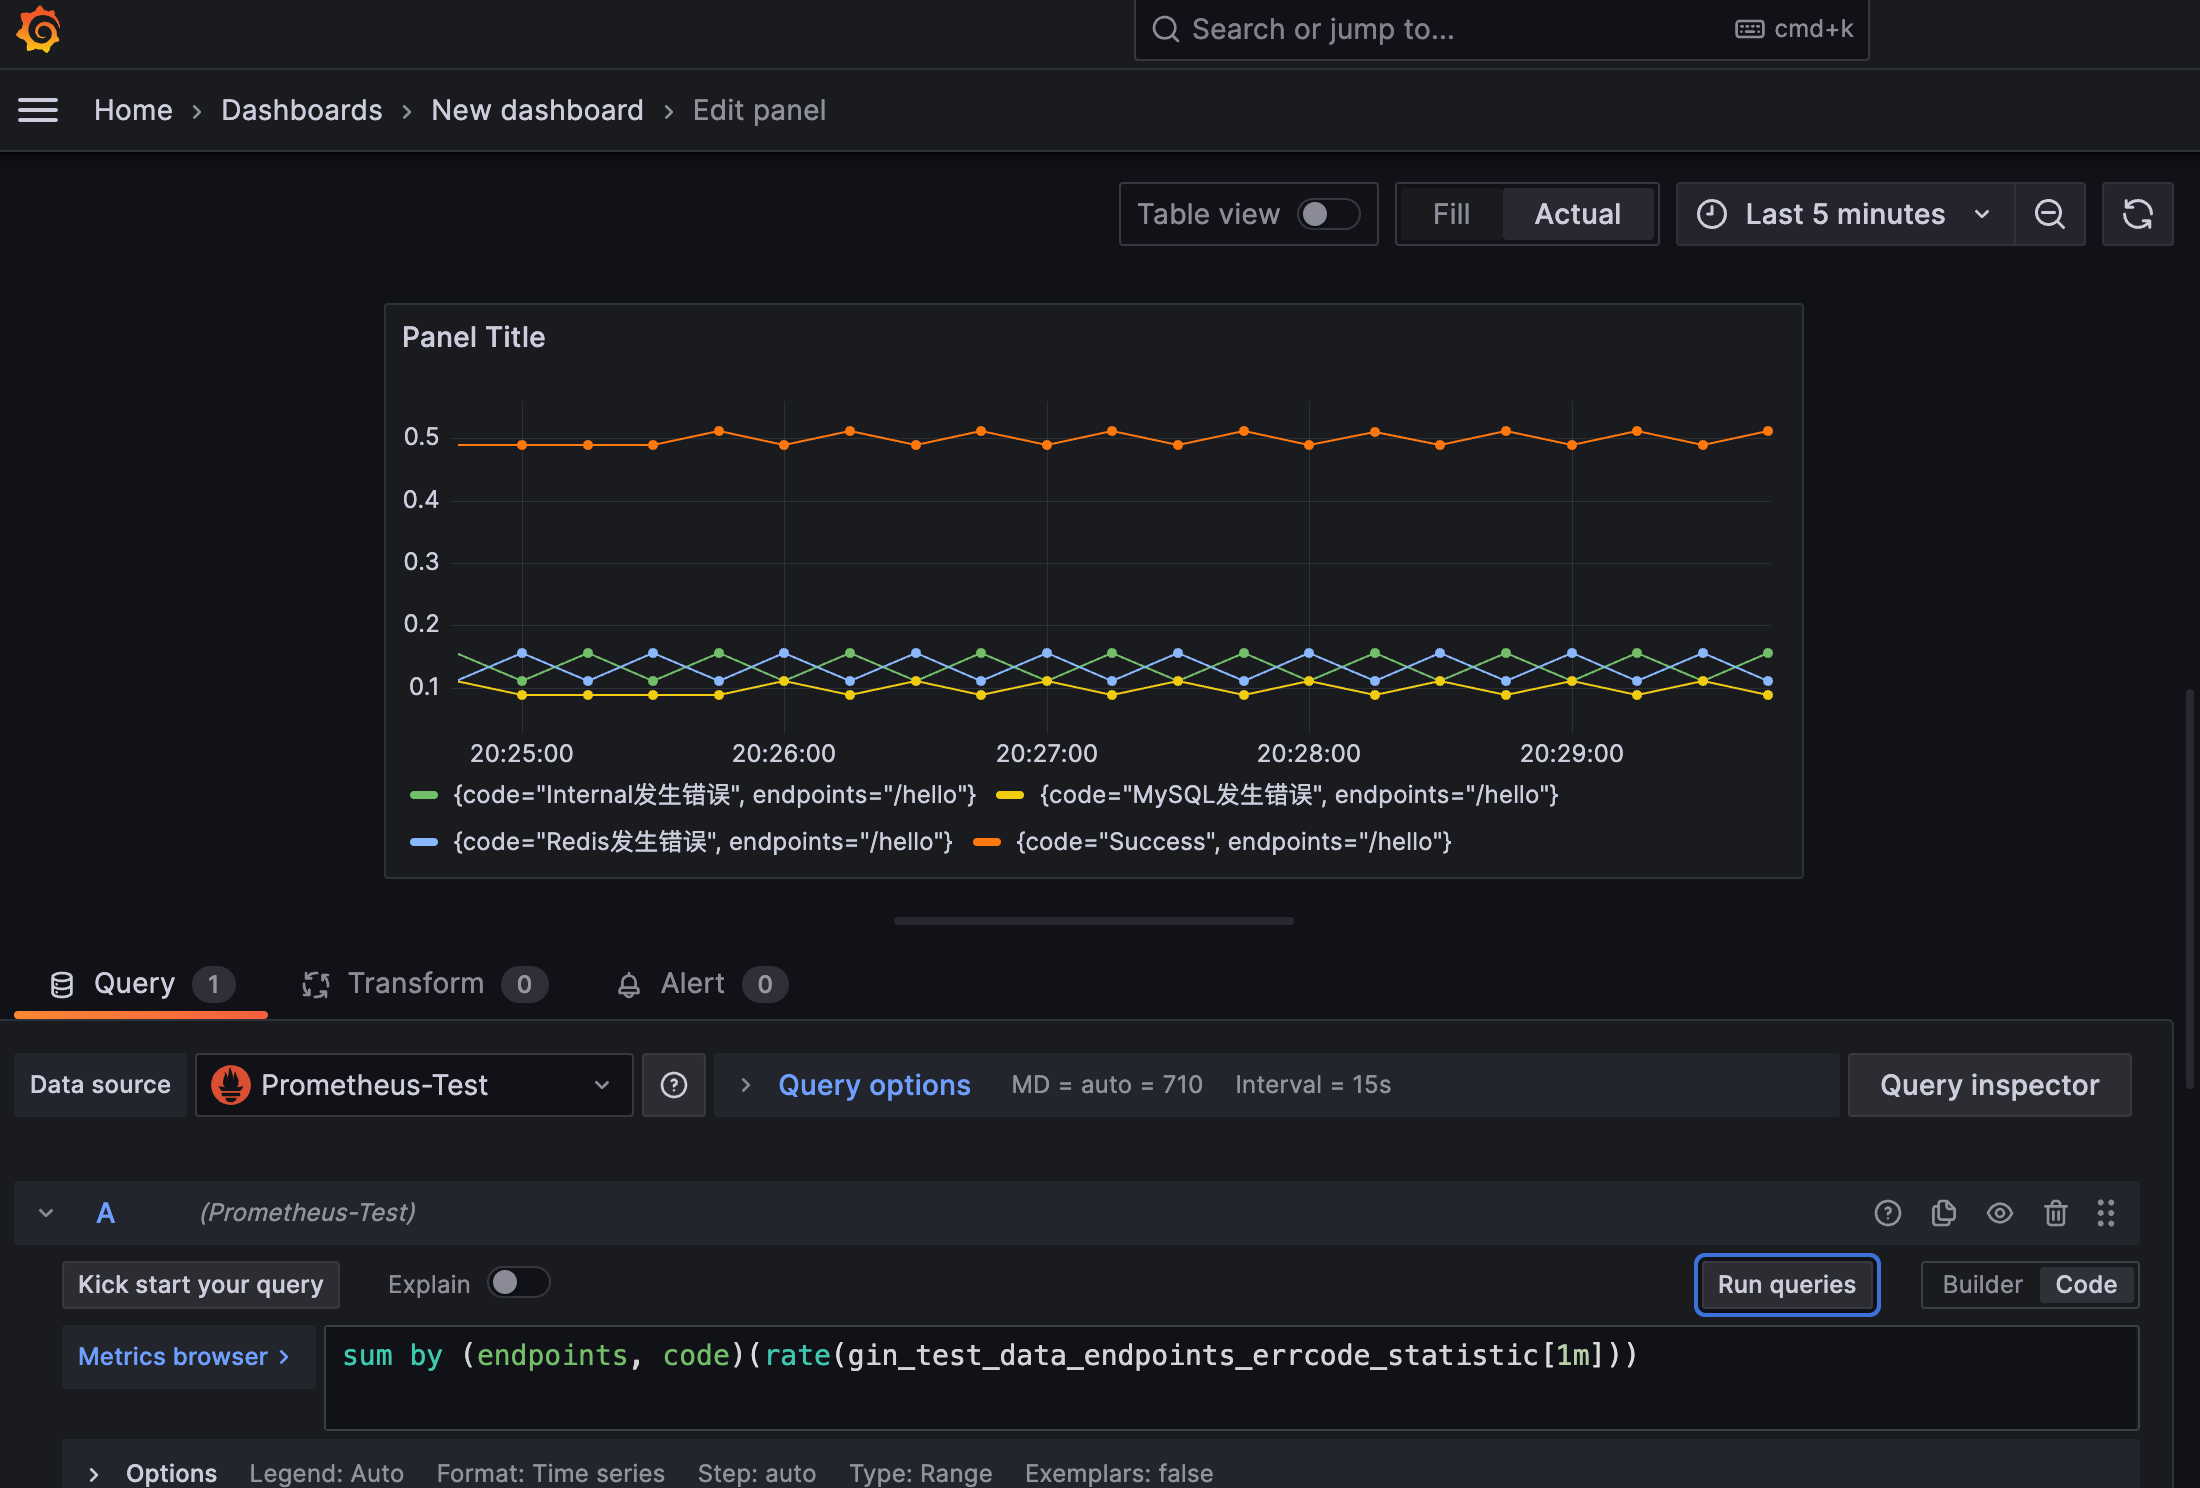 Search or jump to... cmd+k
Home › Dashboards › New dashboard › Edit panel
Table view Fill Actual Last 5 minutes
Panel Title
0.5
0.4
0.3
0.2
0.1
20:25:00 20:26:00 20:27:00 20:28:00 20:29:00
{code="Internal发生错误", endpoints="/hello"} {code="MySQL发生错误", endpoints="/hello"}
{code="Redis发生错误", endpoints="/hello"} {code="Success", endpoints="/hello"}
Query 1 Transform 0 Alert 0
Data source Prometheus-Test Query options MD = auto = 710 Interval = 15s Query inspector
A (Prometheus-Test)
Kick start your query Explain Run queries Builder Code
Metrics browser › sum by (endpoints, code)(rate(gin_test_data_endpoints_errcode_statistic[1m]))
Options Legend: Auto Format: Time series Step: auto Type: Range Exemplars: false